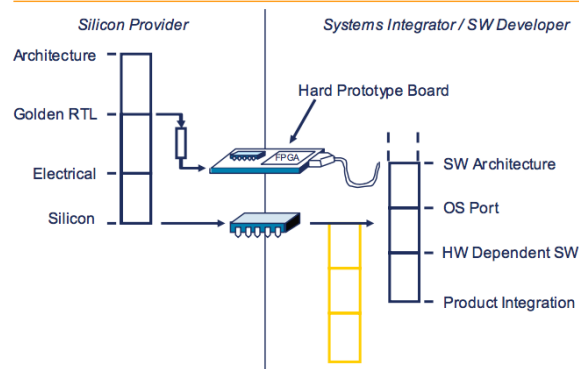 Silicon Provider
Systems Integrator / SW Developer
Architecture
Hard Prototype Board
Golden RTL
FPGA
SW Architecture
Electrical
OS Port
Silicon
HW Dependent SW
Product Integration